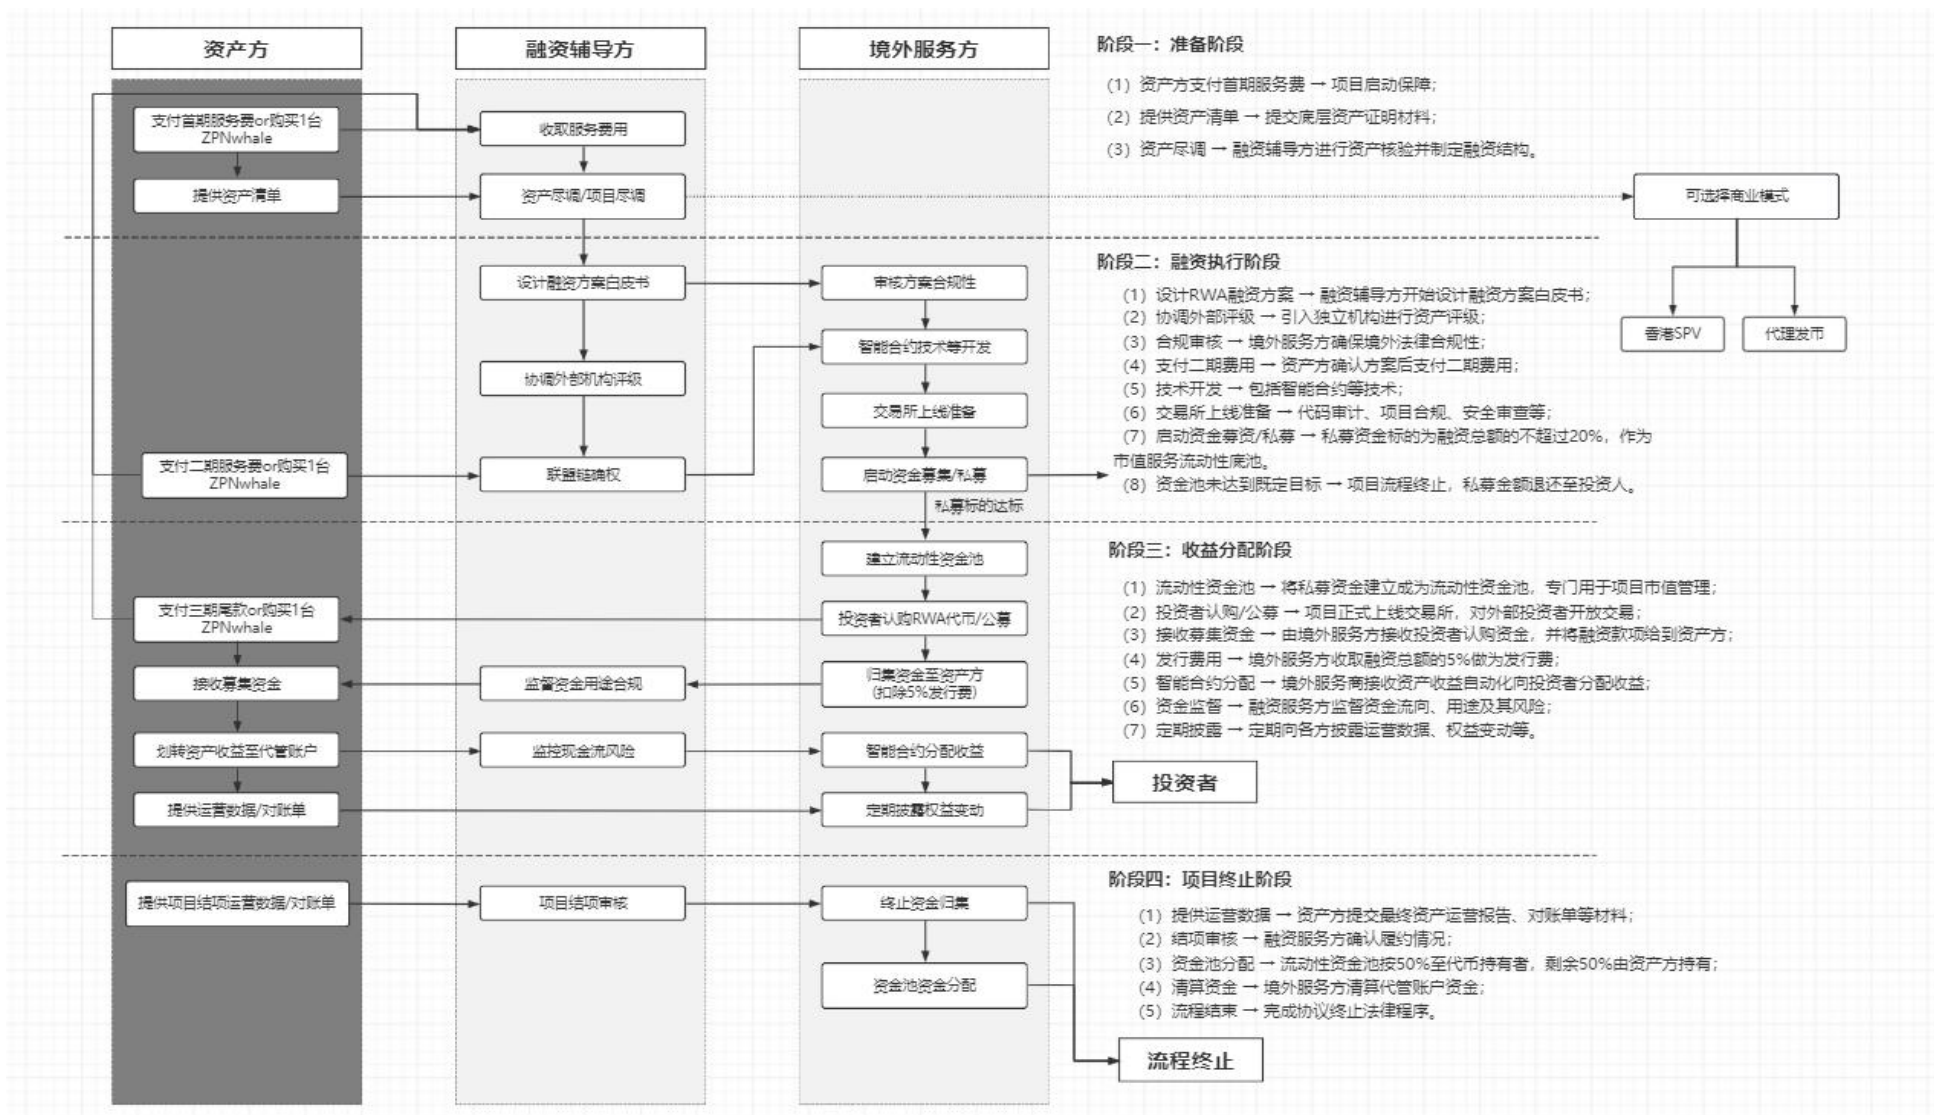 资产方
融资辅导方
境外服务方
支付首期服务费or购买1台
ZPNwhale
收取服务费用
提供资产清单
资产尽调/项目尽调
可选择商业模式
香港SPV
代理发币
设计融资方案白皮书
审核方案合规性
智能合约技术等开发
协调外部机构评级
交易所上线准备
支付二期服务费or购买1台
ZPNwhale
联盟链确权
启动资金募集/私募
私募标的达标
建立流动性资金池
支付三期尾款or购买1台
ZPNwhale
投资者认购RWA代币/公募
接收募集资金
监督资金用途合规
归集资金至资产方
(扣除5%发行费)
划转资产收益至代管账户
监控现金流风险
智能合约分配收益
投资者
提供运营数据/对账单
定期披露权益变动
提供项目结项运营数据/对账单
项目结项审核
终止资金归集
资金池资金分配
流程终止
阶段一：准备阶段
（1）资产方支付首期服务费 → 项目启动保障；
（2）提供资产清单 → 提交底层资产证明材料；
（3）资产尽调 → 融资辅导方进行资产核验并制定融资结构。
阶段二：融资执行阶段
（1）设计RWA融资方案 → 融资辅导方开始设计融资方案白皮书；
（2）协调外部评级 → 引入独立机构进行资产评级；
（3）合规审核 → 境外服务方确保境外法律合规性；
（4）支付二期费用 → 资产方确认方案后支付二期费用；
（5）技术开发 → 包括智能合约等技术；
（6）交易所上线准备 → 代码审计、项目合规、安全审查等；
（7）启动资金募资/私募 → 私募资金标的为融资总额的不超过20%，作为
市值服务流动性底池。
（8）资金池未达到既定目标 → 项目流程终止，私募金额退还至投资人。
阶段三：收益分配阶段
（1）流动性资金池 → 将私募资金建立成为流动性资金池，专门用于项目市值管理；
（2）投资者认购/公募 → 项目正式上线交易所，对外部投资者开放交易；
（3）接收募集资金 → 由境外服务方接收投资者认购资金，并将融资款项给到资产方；
（4）发行费用 → 境外服务方收取融资总额的5%做为发行费；
（5）智能合约分配 → 境外服务商接收资产收益自动化向投资者分配收益；
（6）资金监督 → 融资服务方监督资金流向、用途及其风险；
（7）定期披露 → 定期向各方披露运营数据、权益变动等。
阶段四：项目终止阶段
（1）提供运营数据 → 资产方提交最终资产运营报告、对账单等材料；
（2）结项审核 → 融资服务方确认履约情况；
（3）资金池分配 → 流动性资金池按50%至代币持有者，剩余50%由资产方持有；
（4）清算资金 → 境外服务方清算代管账户资金；
（5）流程结束 → 完成协议终止法律程序。